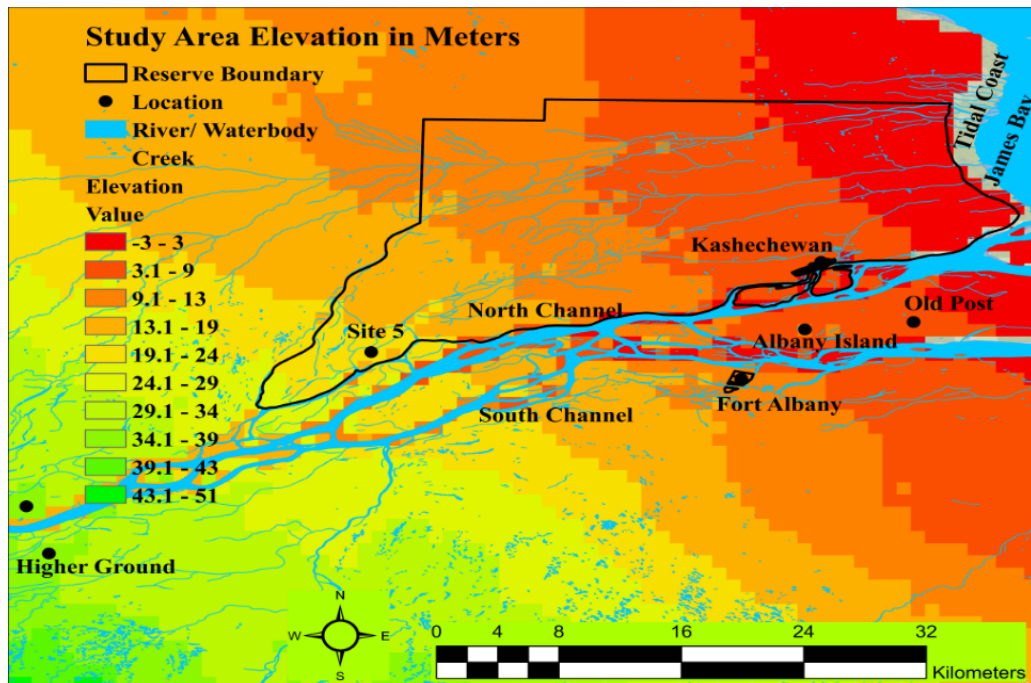 Study Area Elevation in Meters
Reserve Boundary
Location
River/ Waterbody
Creek
Elevation
Value
-3 - 3
3.1 - 9
9.1 - 13
13.1 - 19
19.1 - 24
24.1 - 29
29.1 - 34
34.1 - 39
39.1 - 43
43.1 - 51
Tidal Coast
James Bay
Kashechewan
North Channel
Old Post
Site 5
Albany Island
South Channel
Fort Albany
Higher Ground
N
W
E
S
0 2 4 8 16 24 32
Kilometers